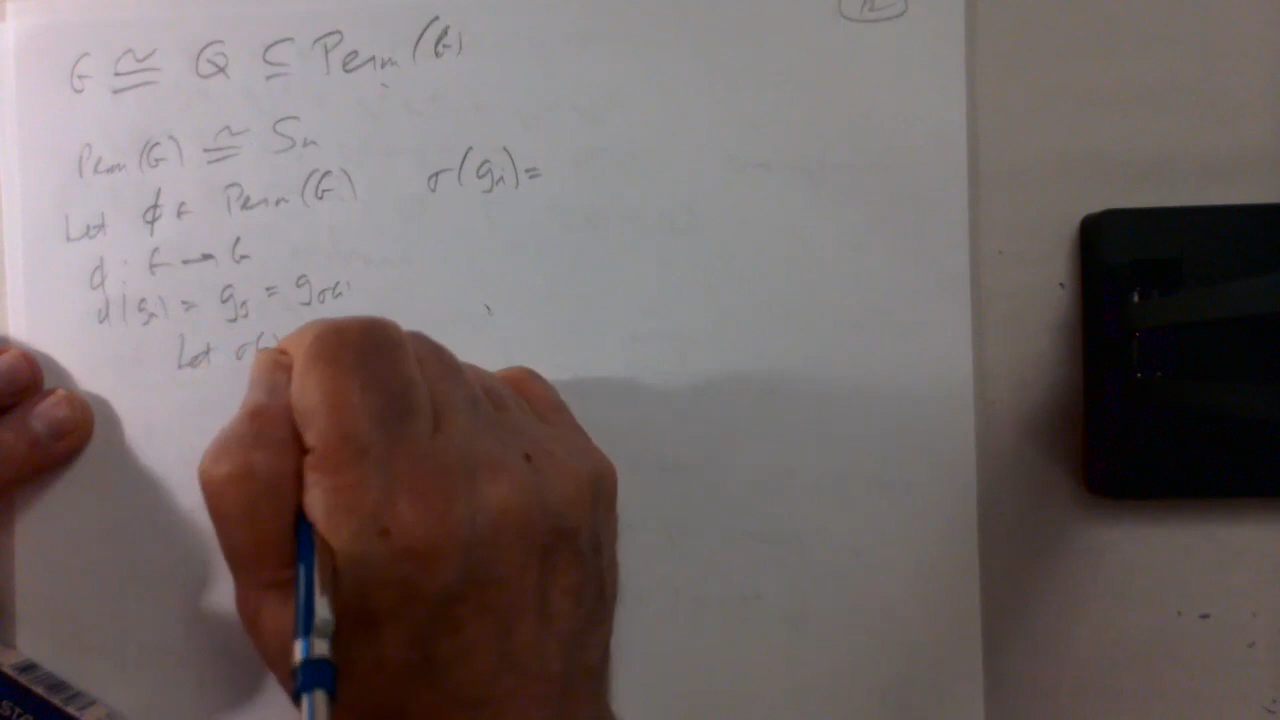 G ≅ Q ⊆ Perm(G)
Perm(G) ≅ Sn
Let ϕ ∈ Perm(G) σ(gi)=
ϕ: G → G
ϕ(gi) = gj = gσ(i)
Let σ(